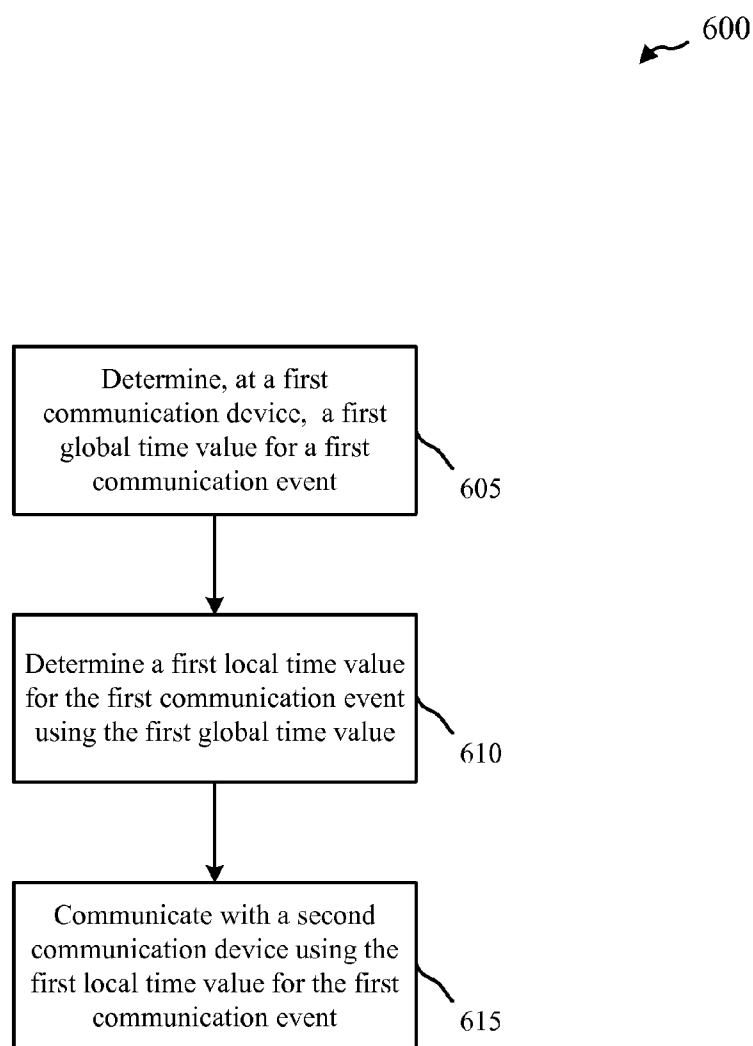 600
Determine, at a first
communication device, a first
global time value for a first
communication event
605
Determine a first local time value
for the first communication event
using the first global time value
610
Communicate with a second
communication device using the
first local time value for the first
communication event
615